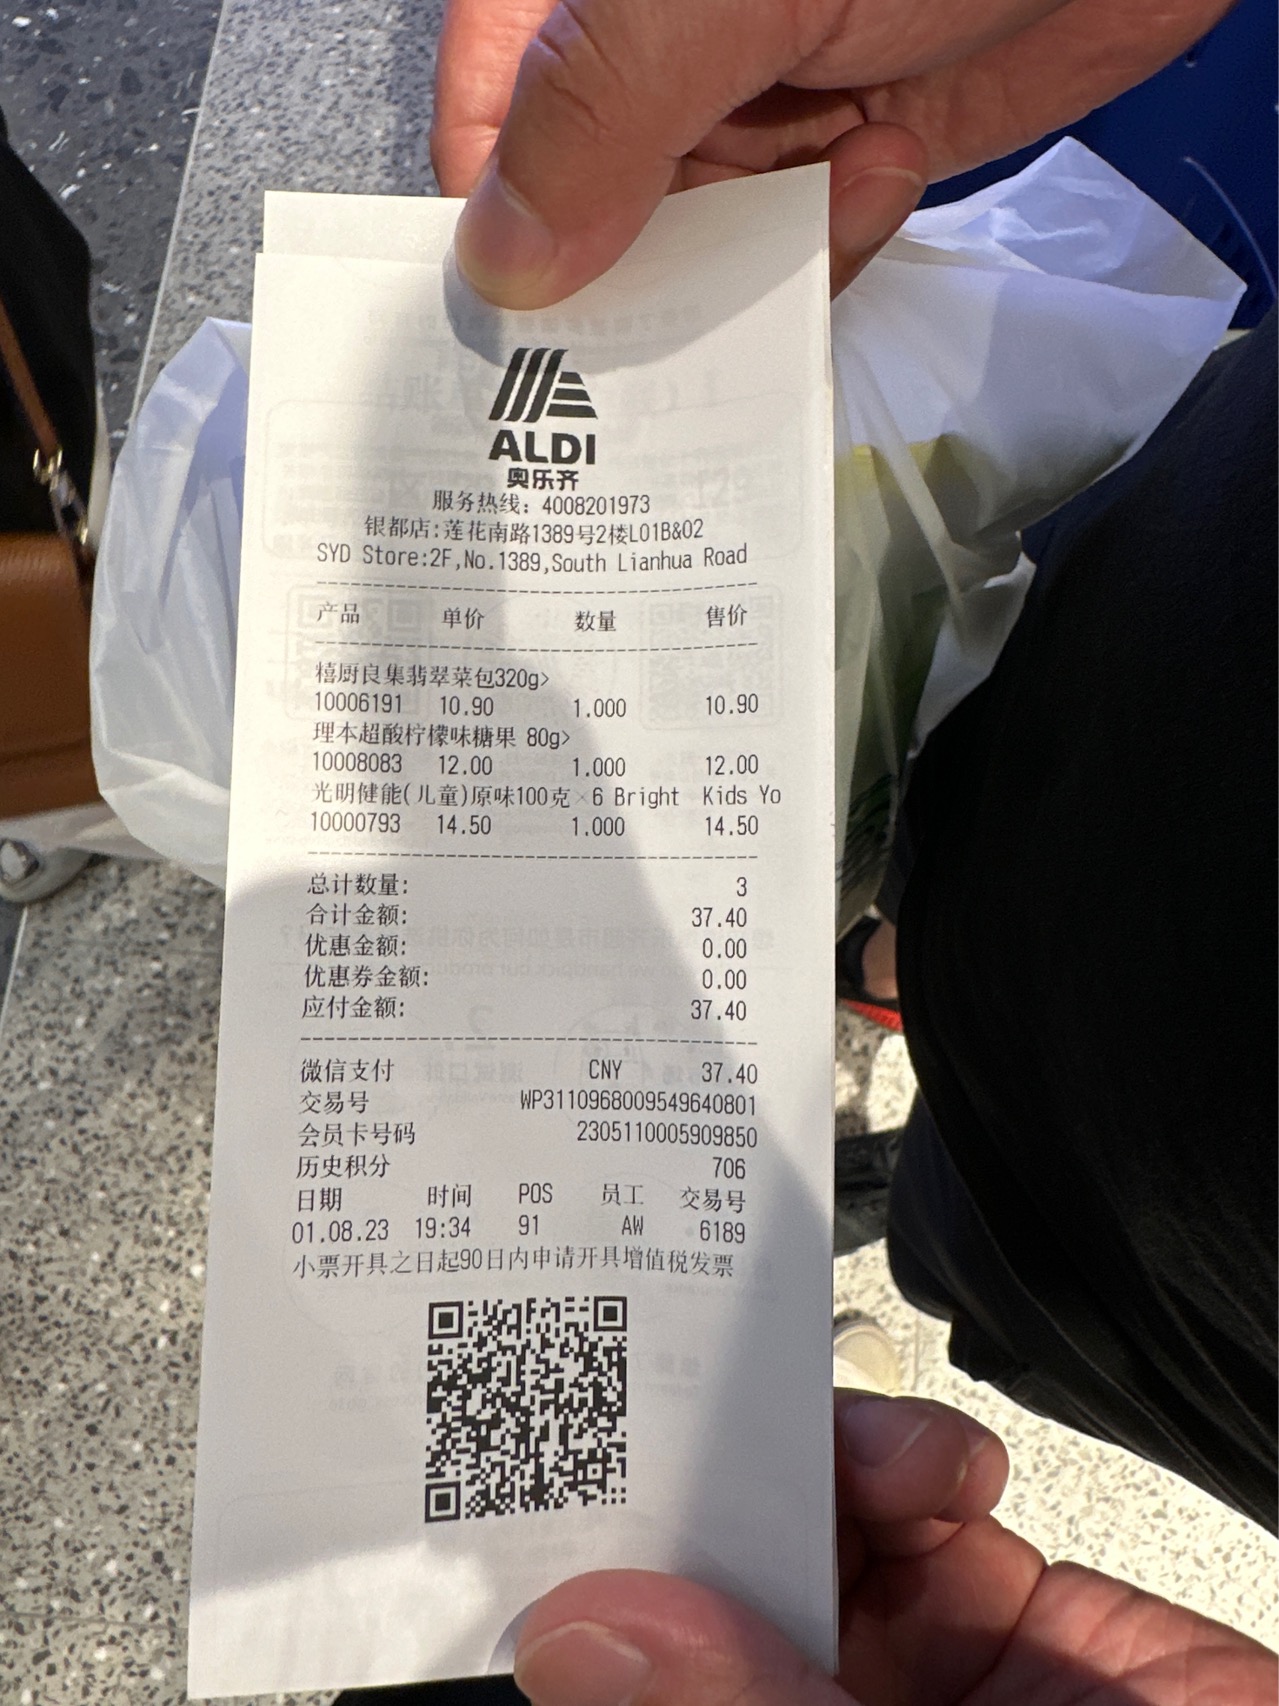 ALDI
奥乐齐
服务热线: 4008201973
银都店:莲花南路1389号2楼L01B&02
SYD Store:2F,No.1389,South Lianhua Road
产品 单价 数量 售价
禧厨良集翡翠菜包320g>
10006191 10.90 1.000 10.90
理本超酸柠檬味糖果 80g>
10008083 12.00 1.000 12.00
光明健能(儿童)原味100克×6 Bright Kids Yo
10000793 14.50 1.000 14.50
总计数量: 3
合计金额: 37.40
优惠金额: 0.00
优惠券金额: 0.00
应付金额: 37.40
微信支付 CNY 37.40
交易号 WP3110968009549640801
会员卡号码 2305110005909850
历史积分 706
日期 时间 POS 员工 交易号
01.08.23 19:34 91 AW 6189
小票开具之日起90日内申请开具增值税发票